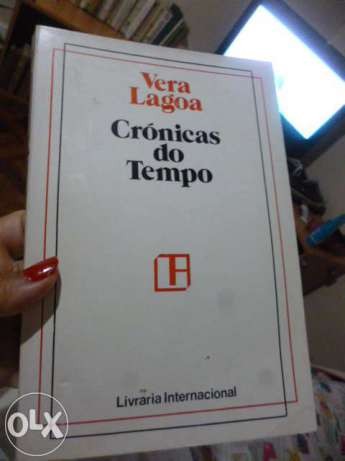 Vera
Lagoa
Crónicas
do
Tempo
Livraria Internacional
OLX